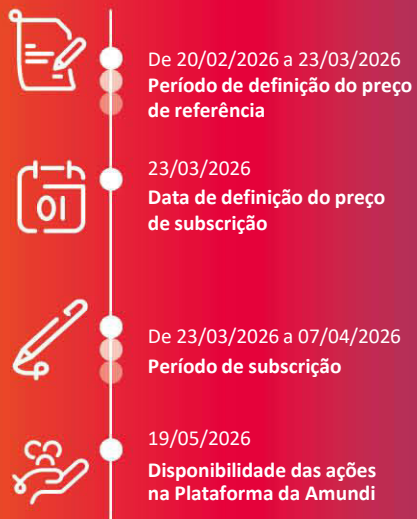 De 20/02/2026 a 23/03/2026
Período de definição do preço
de referência
23/03/2026
01
Data de definição do preço
de subscrição
De 23/03/2026 a 07/04/2026
Período de subscrição
19/05/2026
Disponibilidade das ações
na Plataforma da Amundi